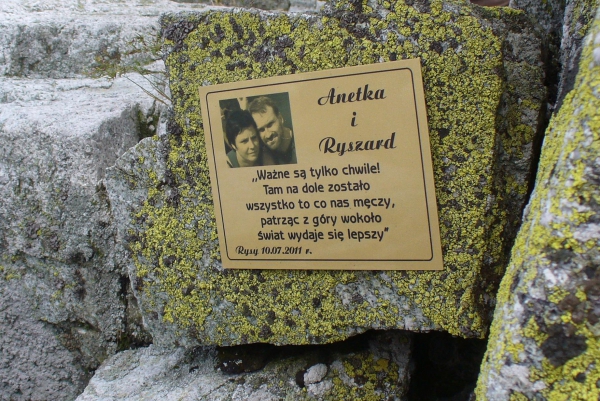 Anetka
i
Ryszard
„Ważne są tylko chwile!
Tam na dole zostało
wszystko to co nas męczy,
patrząc z góry wokoło
świat wydaje się lepszy”
Rysy 10.07.2011 r.